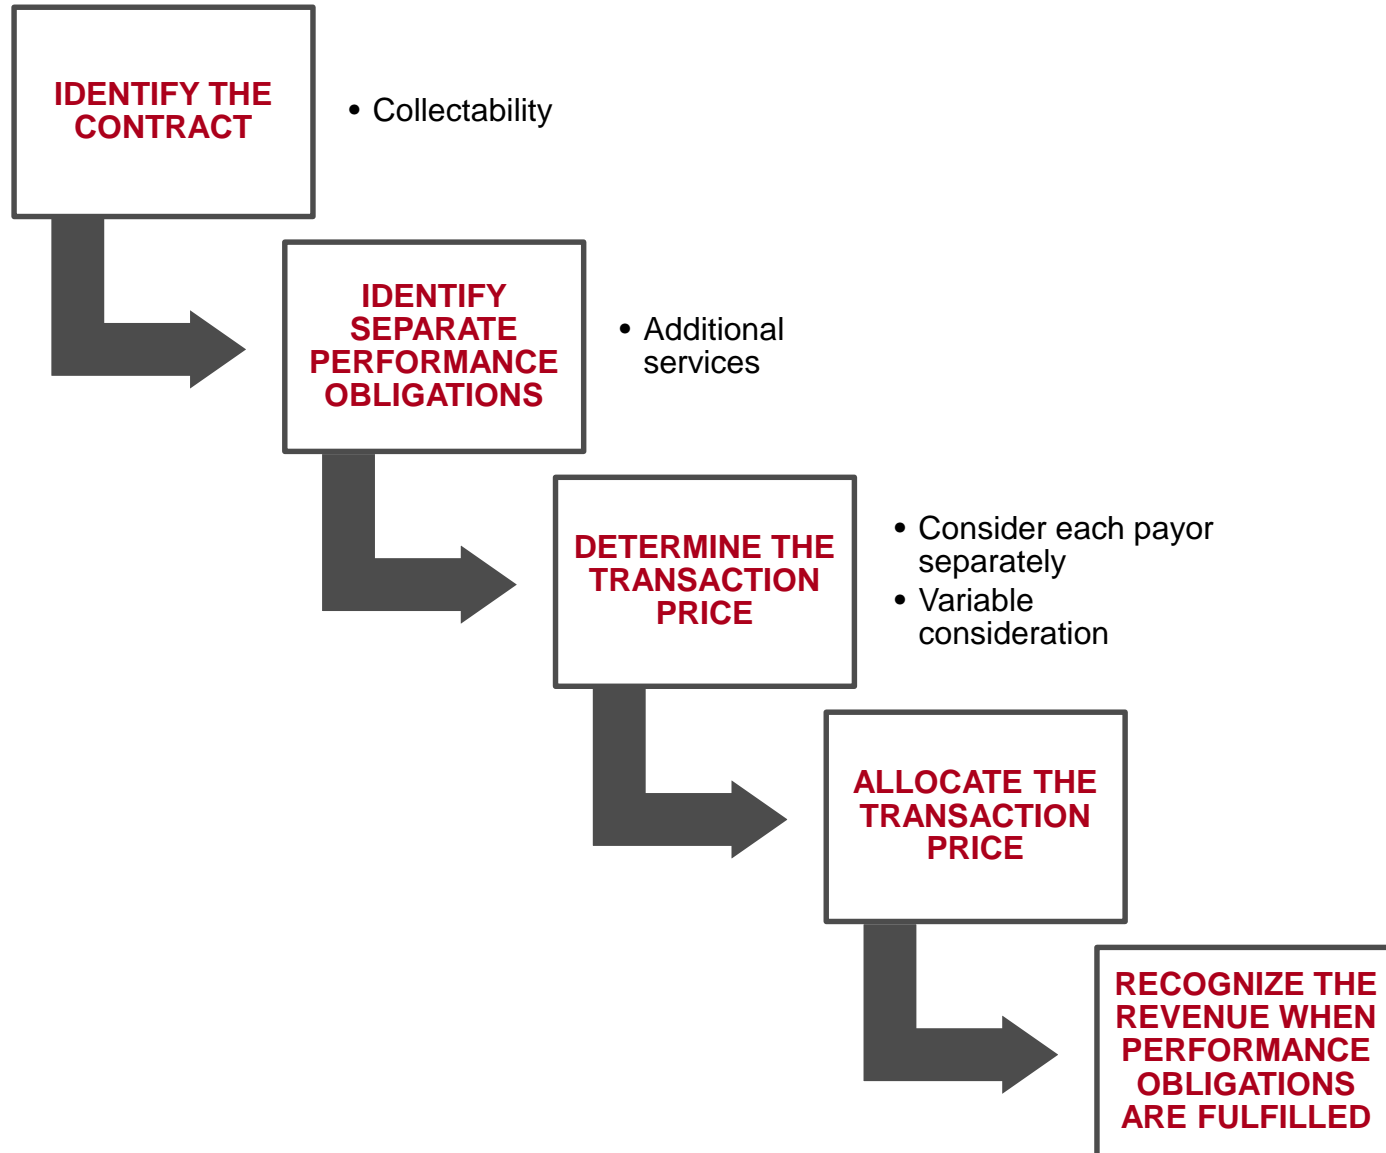 IDENTIFY THE
CONTRACT
• Collectability
IDENTIFY
SEPARATE
PERFORMANCE
OBLIGATIONS
• Additional
services
DETERMINE THE
TRANSACTION
PRICE
• Consider each payor
separately
• Variable
consideration
ALLOCATE THE
TRANSACTION
PRICE
RECOGNIZE THE
REVENUE WHEN
PERFORMANCE
OBLIGATIONS
ARE FULFILLED